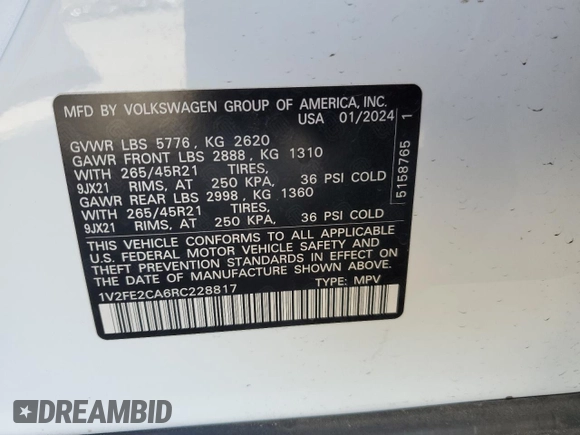 MFD BY VOLKSWAGEN GROUP OF AMERICA, INC.
USA 01/2024
GVWR LBS 5776, KG 2620
GAWR FRONT LBS 2888, KG 1310
WITH 265/45R21 TIRES,
9JX21 RIMS, AT 250 KPA, 36 PSI COLD
GAWR REAR LBS 2998, KG 1360
WITH 265/45R21 TIRES,
9JX21 RIMS, AT 250 KPA, 36 PSI COLD
THIS VEHICLE CONFORMS TO ALL APPLICABLE
U.S. FEDERAL MOTOR VEHICLE SAFETY AND
THEFT PREVENTION STANDARDS IN EFFECT ON
THE DATE OF MANUFACTURE SHOWN ABOVE.
1V2FE2CA6RC228817 TYPE: MPV
5158765 1
DREAMBID